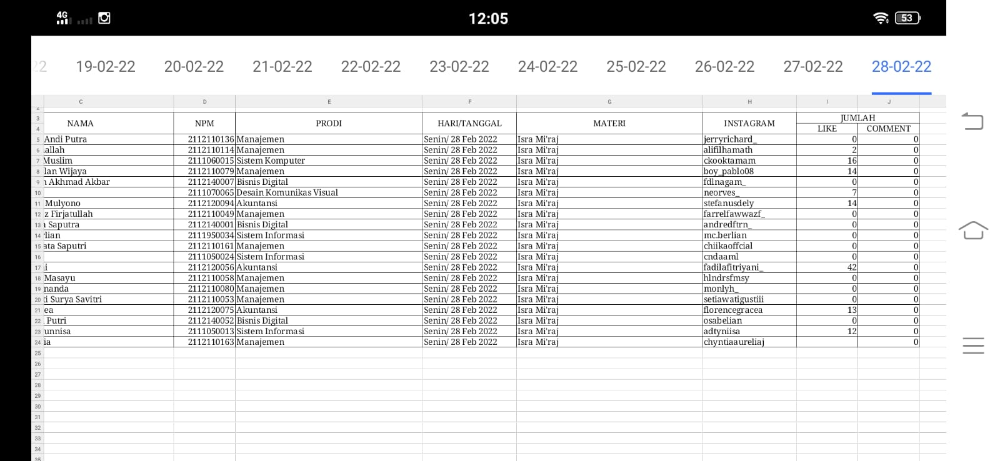 4G 12:05 53
22 19-02-22 20-02-22 21-02-22 22-02-22 23-02-22 24-02-22 25-02-22 26-02-22 27-02-22 28-02-22
C D E F G H I J
3 NAMA NPM PRODI HARI/TANGGAL MATERI INSTAGRAM JUMLAH
4 LIKE COMMENT
5 Andi Putra 2112110136 Manajemen Senin/ 28 Feb 2022 Isra Mi'raj jerryrichard_ 0 0
6 allah 2112110114 Manajemen Senin/ 28 Feb 2022 Isra Mi'raj alifilhamath 2 0
7 Muslim 2111060015 Sistem Komputer Senin/ 28 Feb 2022 Isra Mi'raj ckooktamam 16 0
8 lan Wijaya 2112110079 Manajemen Senin/ 28 Feb 2022 Isra Mi'raj boy_pablo08 14 0
9 Akhmad Akbar 2112140007 Bisnis Digital Senin/ 28 Feb 2022 Isra Mi'raj fdlnagam_ 0 0
10 2111070065 Desain Komunikas Visual Senin/ 28 Feb 2022 Isra Mi'raj neorves_ 7 0
11 Mulyono 2112120094 Akuntansi Senin/ 28 Feb 2022 Isra Mi'raj stefanusdely 14 0
12 z Firjatullah 2112110049 Manajemen Senin/ 28 Feb 2022 Isra Mi'raj farrelfawwazf_ 0 0
13 Saputra 2112140001 Bisnis Digital Senin/ 28 Feb 2022 Isra Mi'raj andredftrn_ 0 0
14 lian 2111950034 Sistem Informasi Senin/ 28 Feb 2022 Isra Mi'raj mc.berlian 0 0
15 ata Saputri 2112110161 Manajemen Senin/ 28 Feb 2022 Isra Mi'raj chiikaoffcial 0 0
16 2111050024 Sistem Informasi Senin/ 28 Feb 2022 Isra Mi'raj cndaaml 0 0
17 i 2112120056 Akuntansi Senin/ 28 Feb 2022 Isra Mi'raj fadilafitriyani_ 42 0
18 Masayu 2112110058 Manajemen Senin/ 28 Feb 2022 Isra Mi'raj hlndrsfmsy 0 0
19 nanda 2112110080 Manajemen Senin/ 28 Feb 2022 Isra Mi'raj monlyh_ 0 0
20 ti Surya Savitri 2112110053 Manajemen Senin/ 28 Feb 2022 Isra Mi'raj setiawatigustiii 0 0
21 ea 2112120075 Akuntansi Senin/ 28 Feb 2022 Isra Mi'raj florencegracea 13 0
22 Putri 2112140052 Bisnis Digital Senin/ 28 Feb 2022 Isra Mi'raj osabelian 0 0
23 unnisa 2111050013 Sistem Informasi Senin/ 28 Feb 2022 Isra Mi'raj adtyniisa 12 0
24 ia 2112110163 Manajemen Senin/ 28 Feb 2022 Isra Mi'raj chyntiaaureliaj 0
25
26
27
28
29
30
31
32
33
34
35